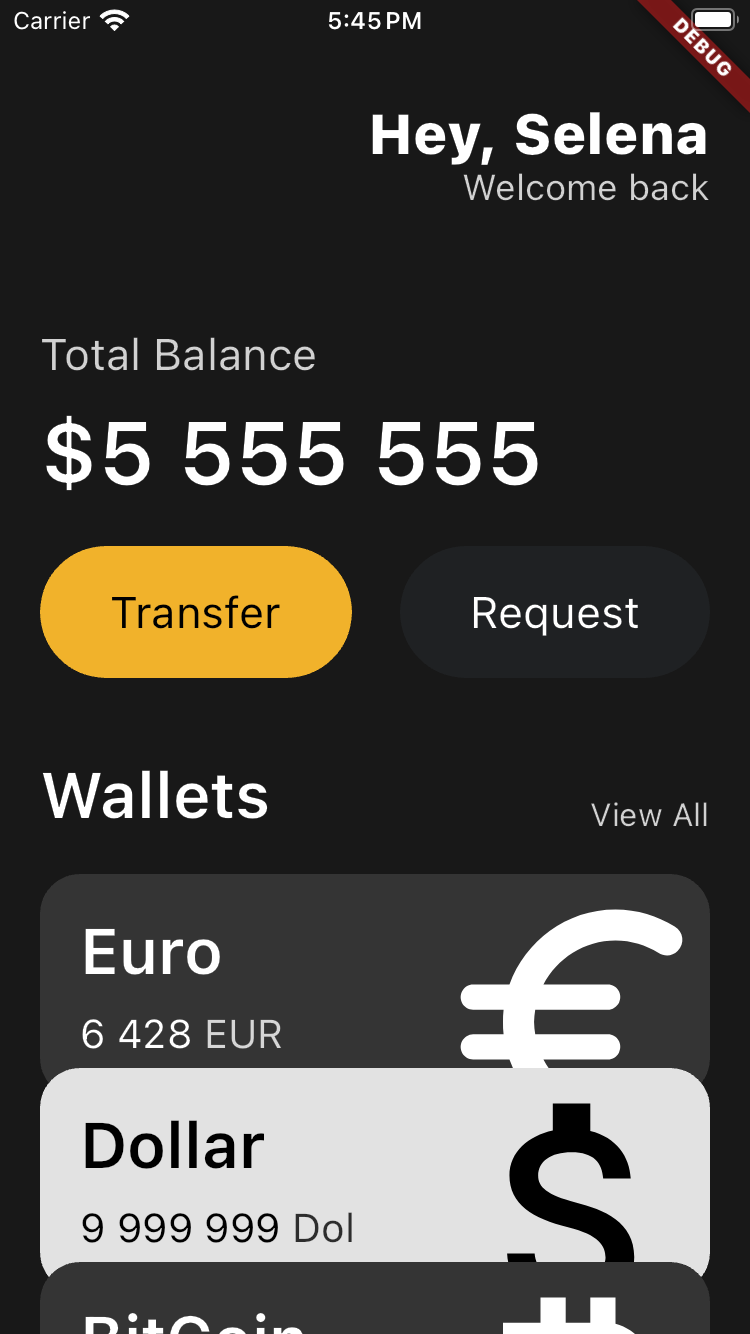 Carrier 5:45 PM
DEBUG
Hey, Selena
Welcome back
Total Balance
$5 555 555
Transfer Request
Wallets
View All
Euro
6 428 EUR
Dollar
9 999 999 Dol
BitCoin